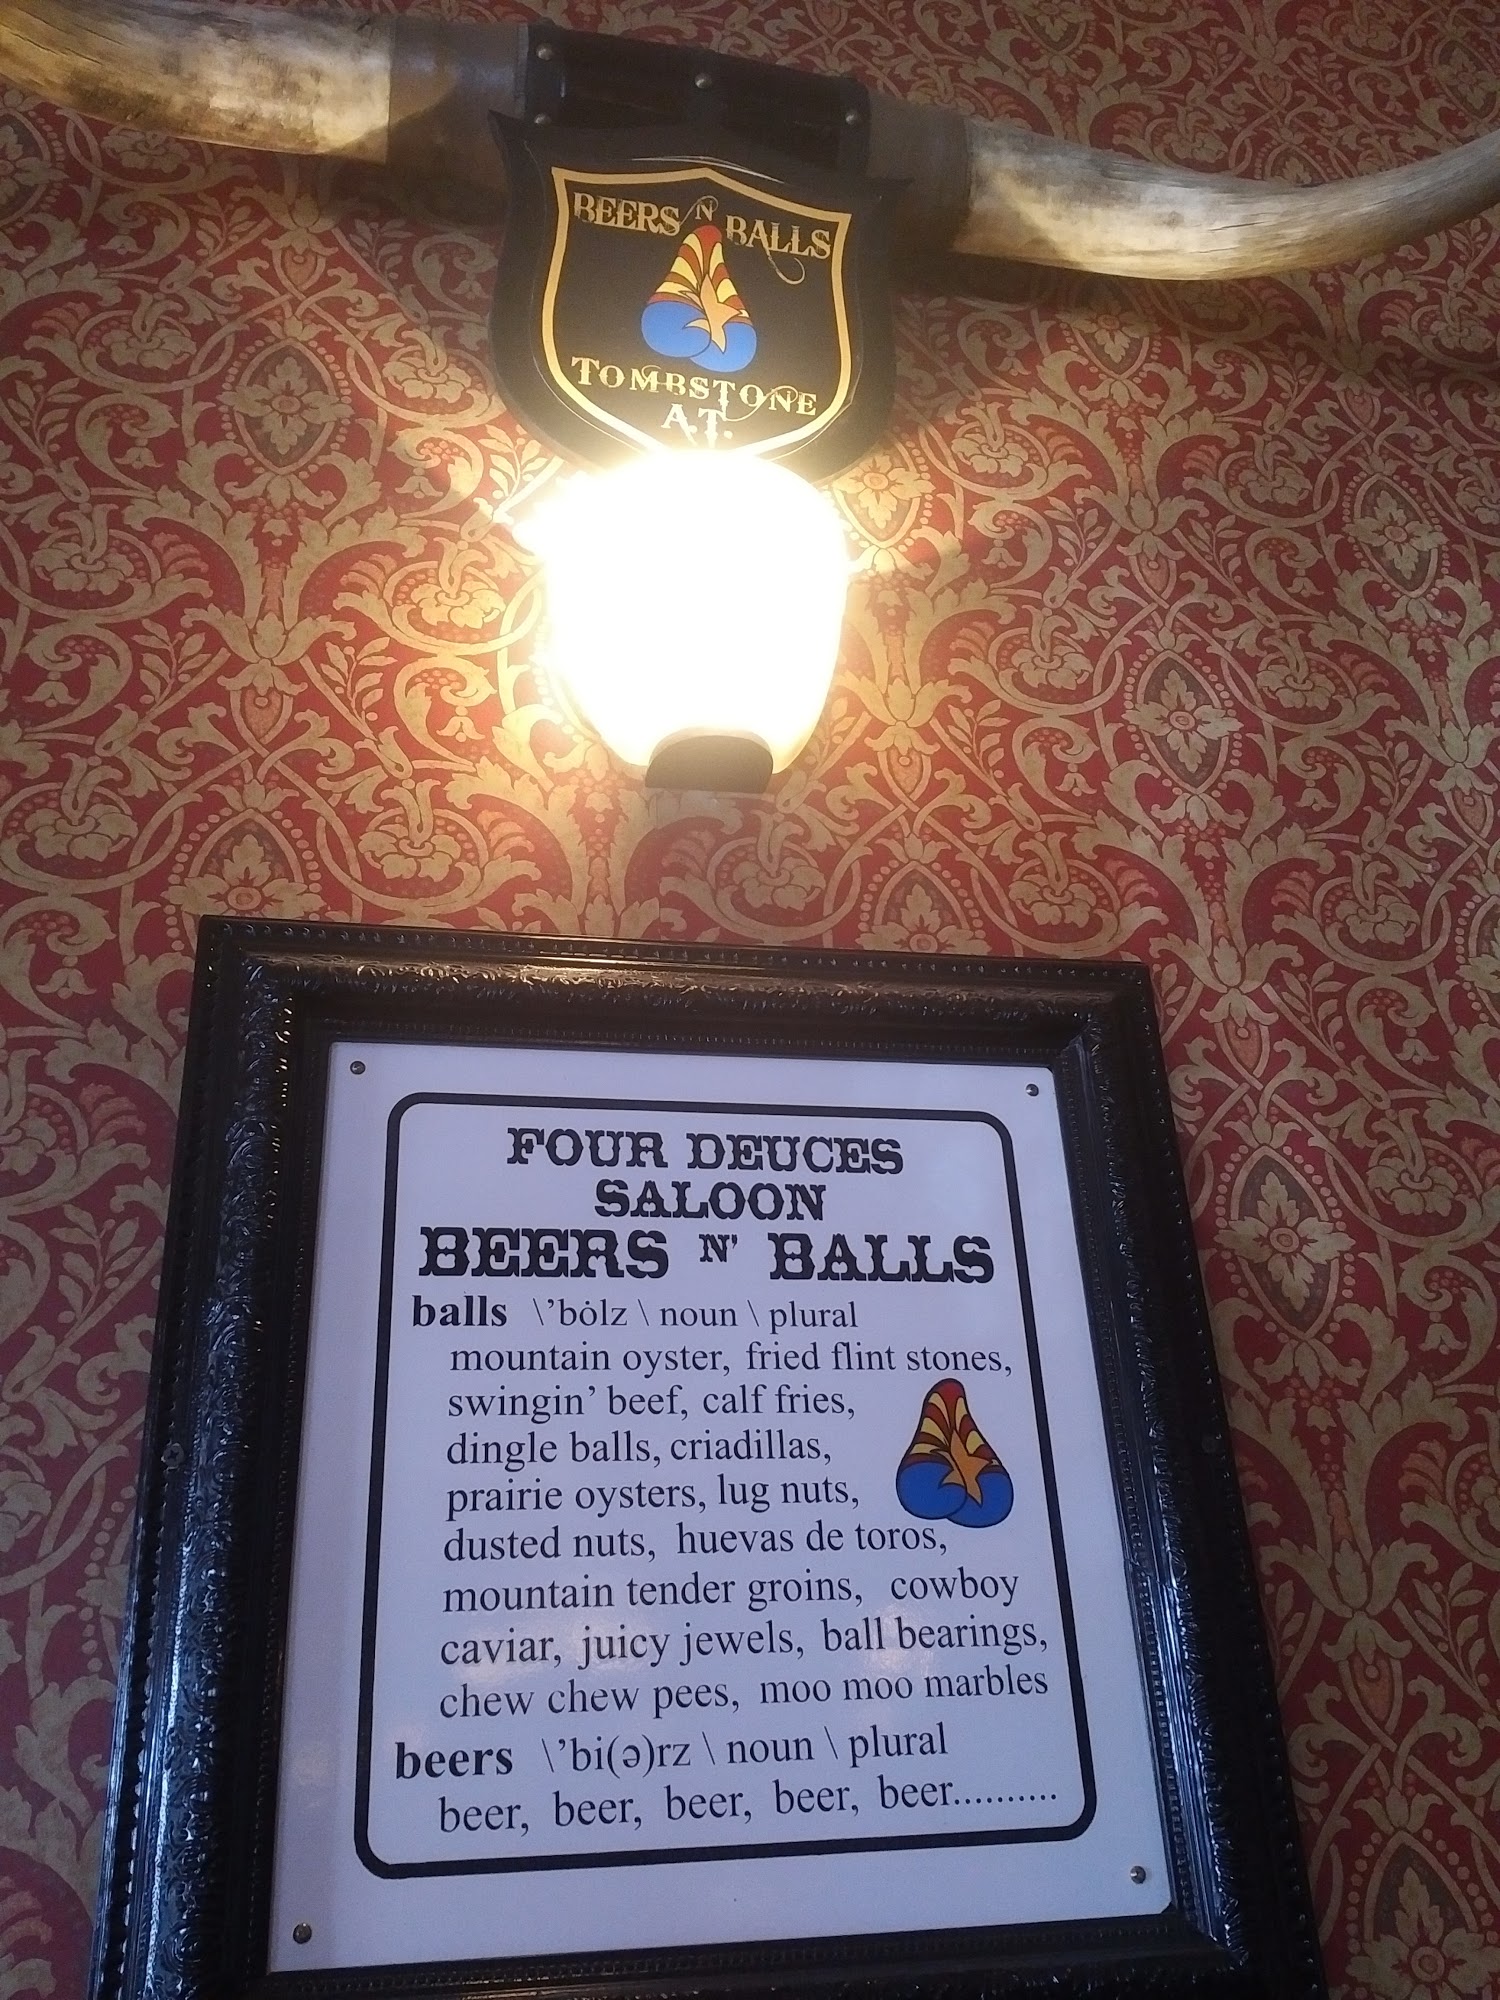 BEERS N BALLS
TOMBSTONE
A.T.
FOUR DEUCES
SALOON
BEERS N' BALLS
balls \'bȯlz \ noun \ plural
mountain oyster, fried flint stones,
swingin' beef, calf fries,
dingle balls, criadillas,
prairie oysters, lug nuts,
dusted nuts, huevas de toros,
mountain tender groins, cowboy
caviar, juicy jewels, ball bearings,
chew chew pees, moo moo marbles
beers \'bi(ə)rz \ noun \ plural
beer, beer, beer, beer, beer..........